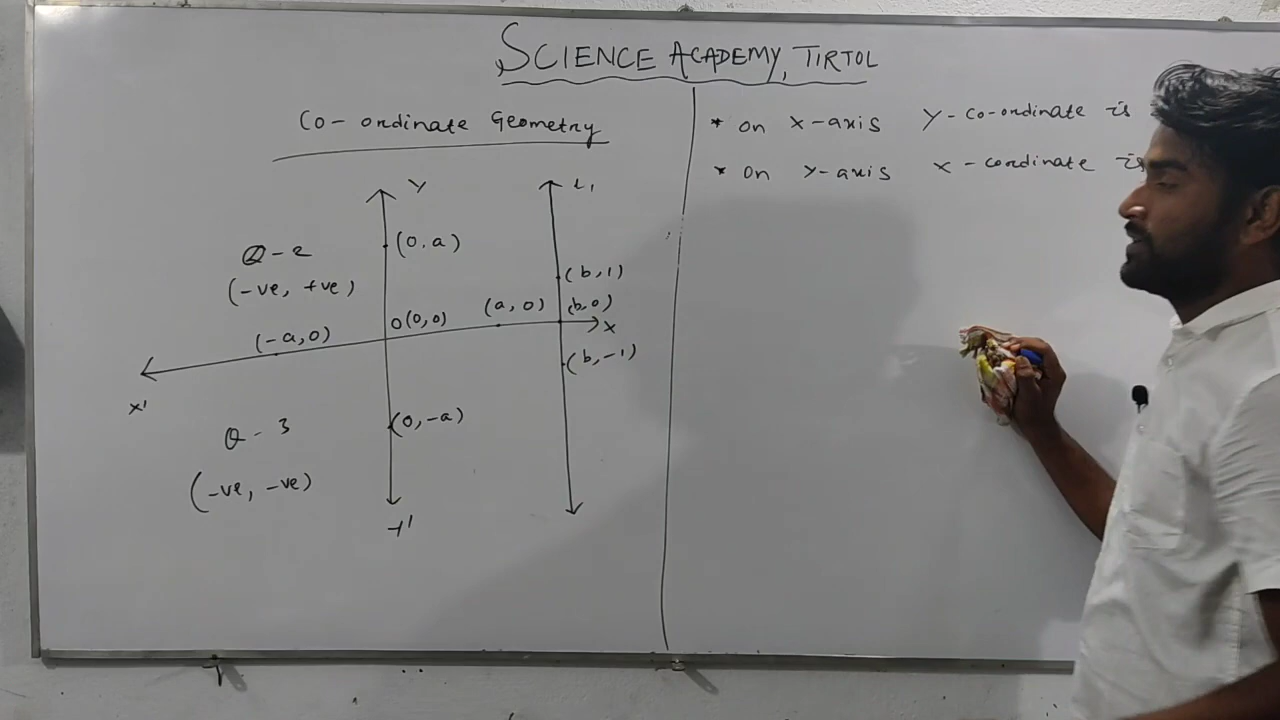 SCIENCE ACADEMY, TIRTOL
Co-ordinate Geometry
Y
L1
(0, a)
Q-2
(-ve, +ve)
(b, 1)
(a, 0)
(b, 0)
O(0, 0)
X
(-a, 0)
(b, -1)
X'
(0, -a)
Q-3
(-ve, -ve)
Y'
* on X-axis Y-co-ordinate is
* on Y-axis X-coordinate is